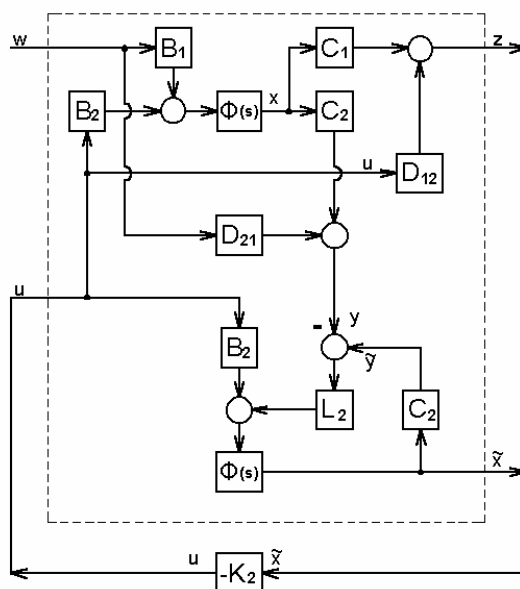 w B₁ C₁ z
B₂ Φ(s) x C₂
u D₁₂
D₂₁
u
- y
B₂ ỹ
L₂ C₂
Φ(s) x̃
u -K₂ x̃